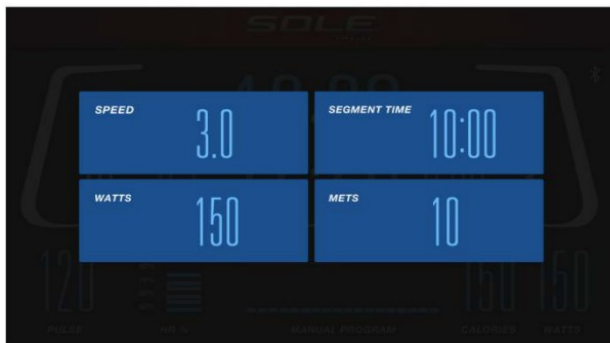 SOLE
SPEED
3.0
SEGMENT TIME
10:00
WATTS
150
METS
10
120
150 150
PULSE
HR %
MANUAL PROGRAM
CALORIES
WATTS